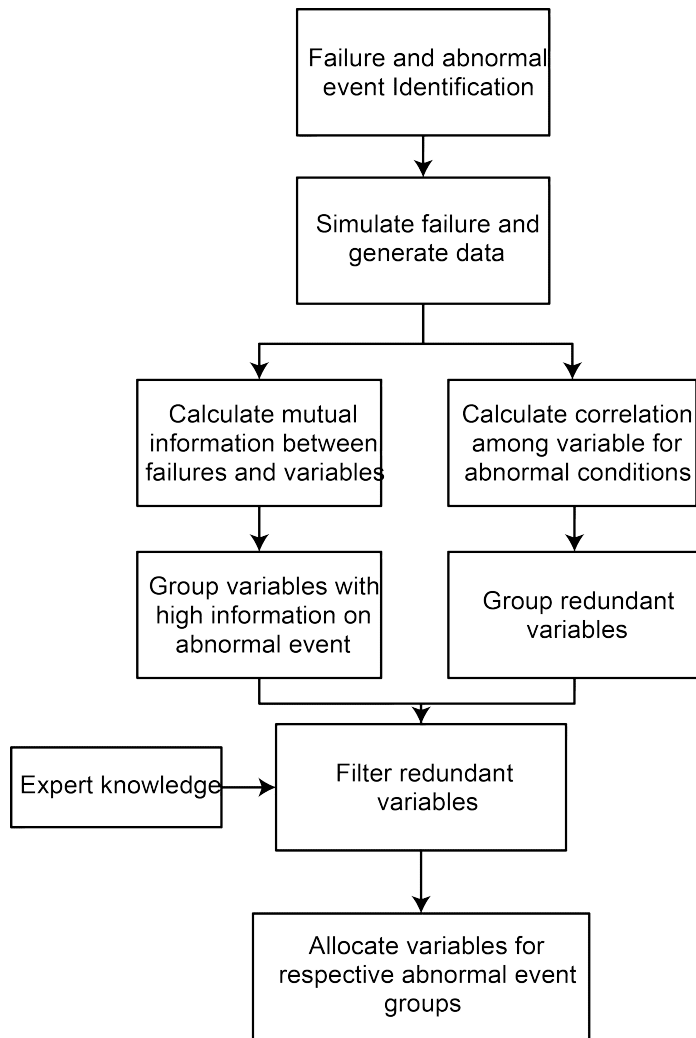 Failure and abnormal
event Identification
Simulate failure and
generate data
Calculate mutual
information between
failures and variables
Calculate correlation
among variable for
abnormal conditions
Group variables with
high information on
abnormal event
Group redundant
variables
Expert knowledge
Filter redundant
variables
Allocate variables for
respective abnormal event
groups